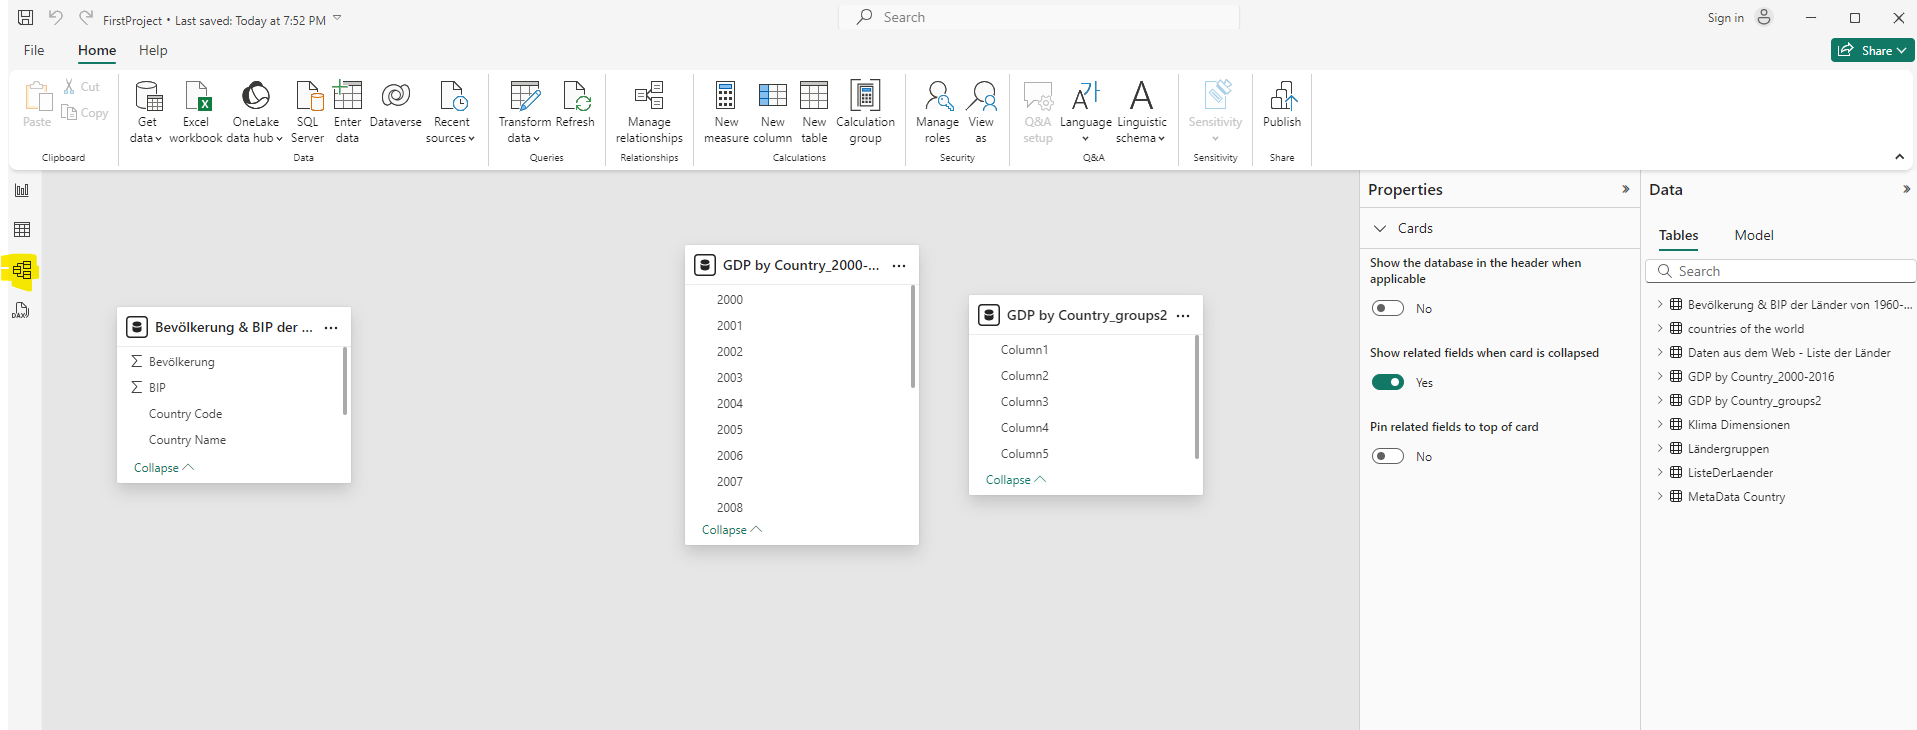 FirstProject • Last saved: Today at 7:52 PM
Search
Sign in
File
Home
Help
Share
Paste
Cut
Copy
Clipboard
Get data
Excel workbook
OneLake data hub
SQL Server
Enter data
Dataverse
Recent sources
Data
Transform data
Refresh
Queries
Manage relationships
Relationships
New measure
New column
New table
Calculation group
Calculations
Manage roles
View as
Security
Q&A setup
Language
Linguistic schema
Q&A
Sensitivity
Sensitivity
Publish
Share
DAX
Bevölkerung & BIP der ...
Bevölkerung
BIP
Country Code
Country Name
Collapse
GDP by Country_2000-...
2000
2001
2002
2003
2004
2005
2006
2007
2008
Collapse
GDP by Country_groups2
Column1
Column2
Column3
Column4
Column5
Collapse
Properties
Cards
Show the database in the header when
applicable
No
Show related fields when card is collapsed
Yes
Pin related fields to top of card
No
Data
Tables
Model
Search
Bevölkerung & BIP der Länder von 1960-...
countries of the world
Daten aus dem Web - Liste der Länder
GDP by Country_2000-2016
GDP by Country_groups2
Klima Dimensionen
Ländergruppen
ListeDerLaender
MetaData Country